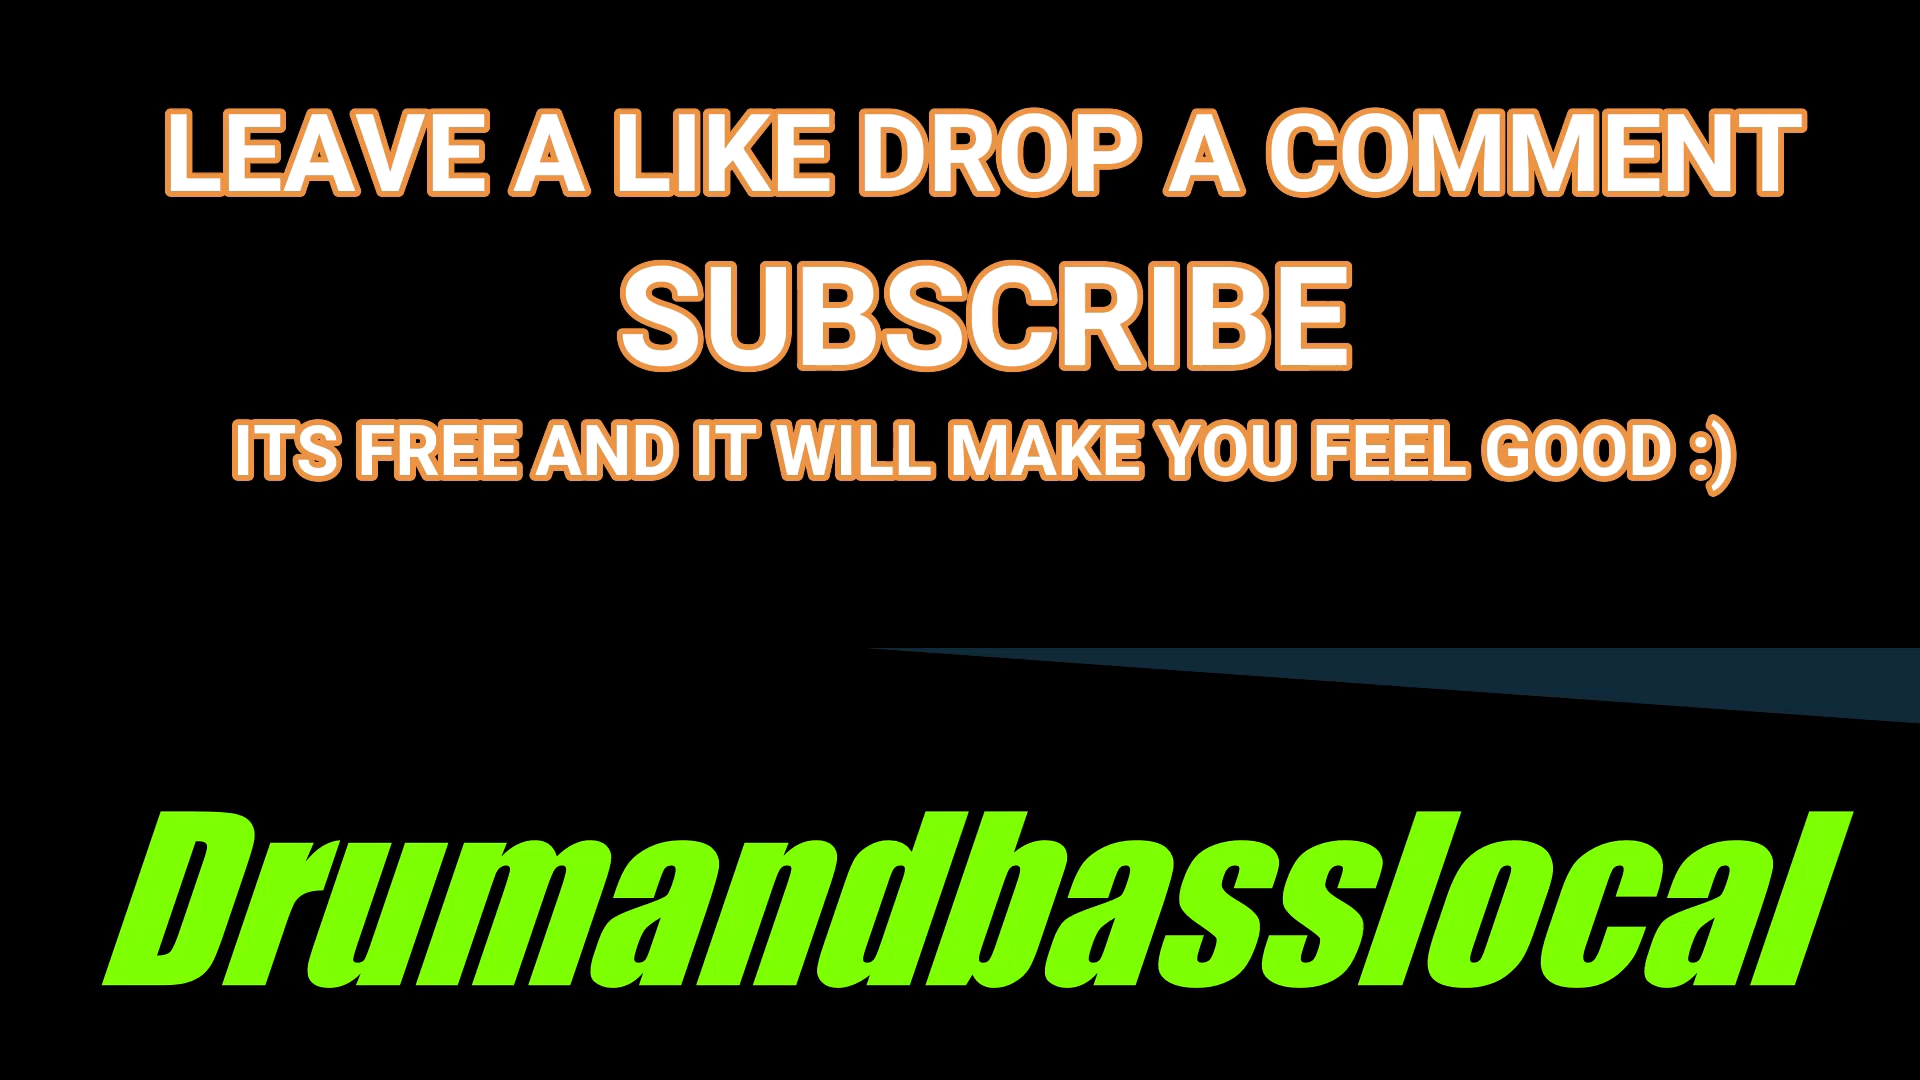 LEAVE A LIKE DROP A COMMENT
SUBSCRIBE
ITS FREE AND IT WILL MAKE YOU FEEL GOOD :)
Drumandbasslocal